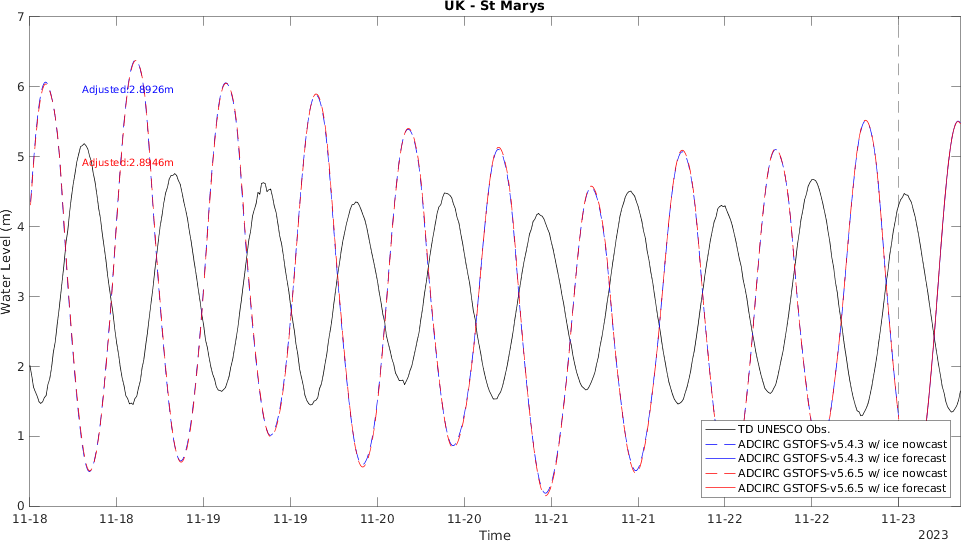 UK - St Marys
7
6
5
4
3
2
1
0
Water Level (m)
Adjusted:2.8926m
Adjusted:2.8946m
TD UNESCO Obs.
ADCIRC GSTOFS-v5.4.3 w/ ice nowcast
ADCIRC GSTOFS-v5.4.3 w/ ice forecast
ADCIRC GSTOFS-v5.6.5 w/ ice nowcast
ADCIRC GSTOFS-v5.6.5 w/ ice forecast
11-18 11-18 11-19 11-19 11-20 11-20 11-21 11-21 11-22 11-22 11-23
Time
2023